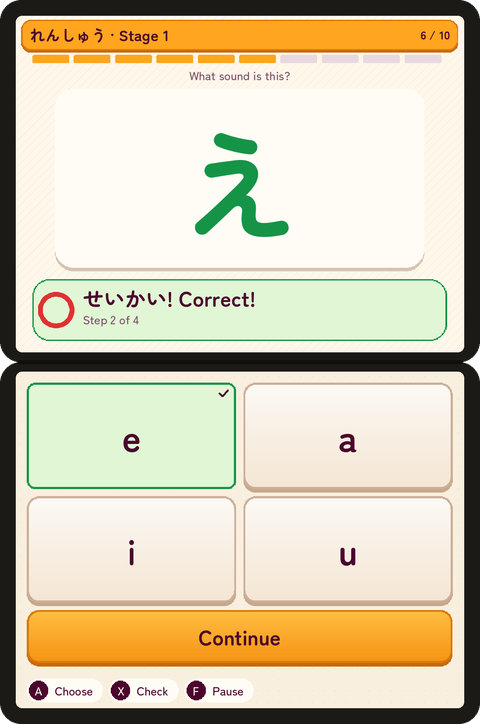 れんしゅう · Stage 1
6 / 10
What sound is this?
え
せいかい! Correct!
Step 2 of 4
e
a
i
u
Continue
A Choose
X Check
F Pause